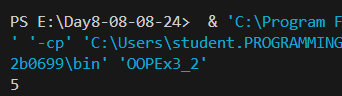 PS E:\Day8-08-08-24>  & 'C:\Program F
' '-cp' 'C:\Users\student.PROGRAMMING
2b0699\bin' 'OOPEx3_2'
5